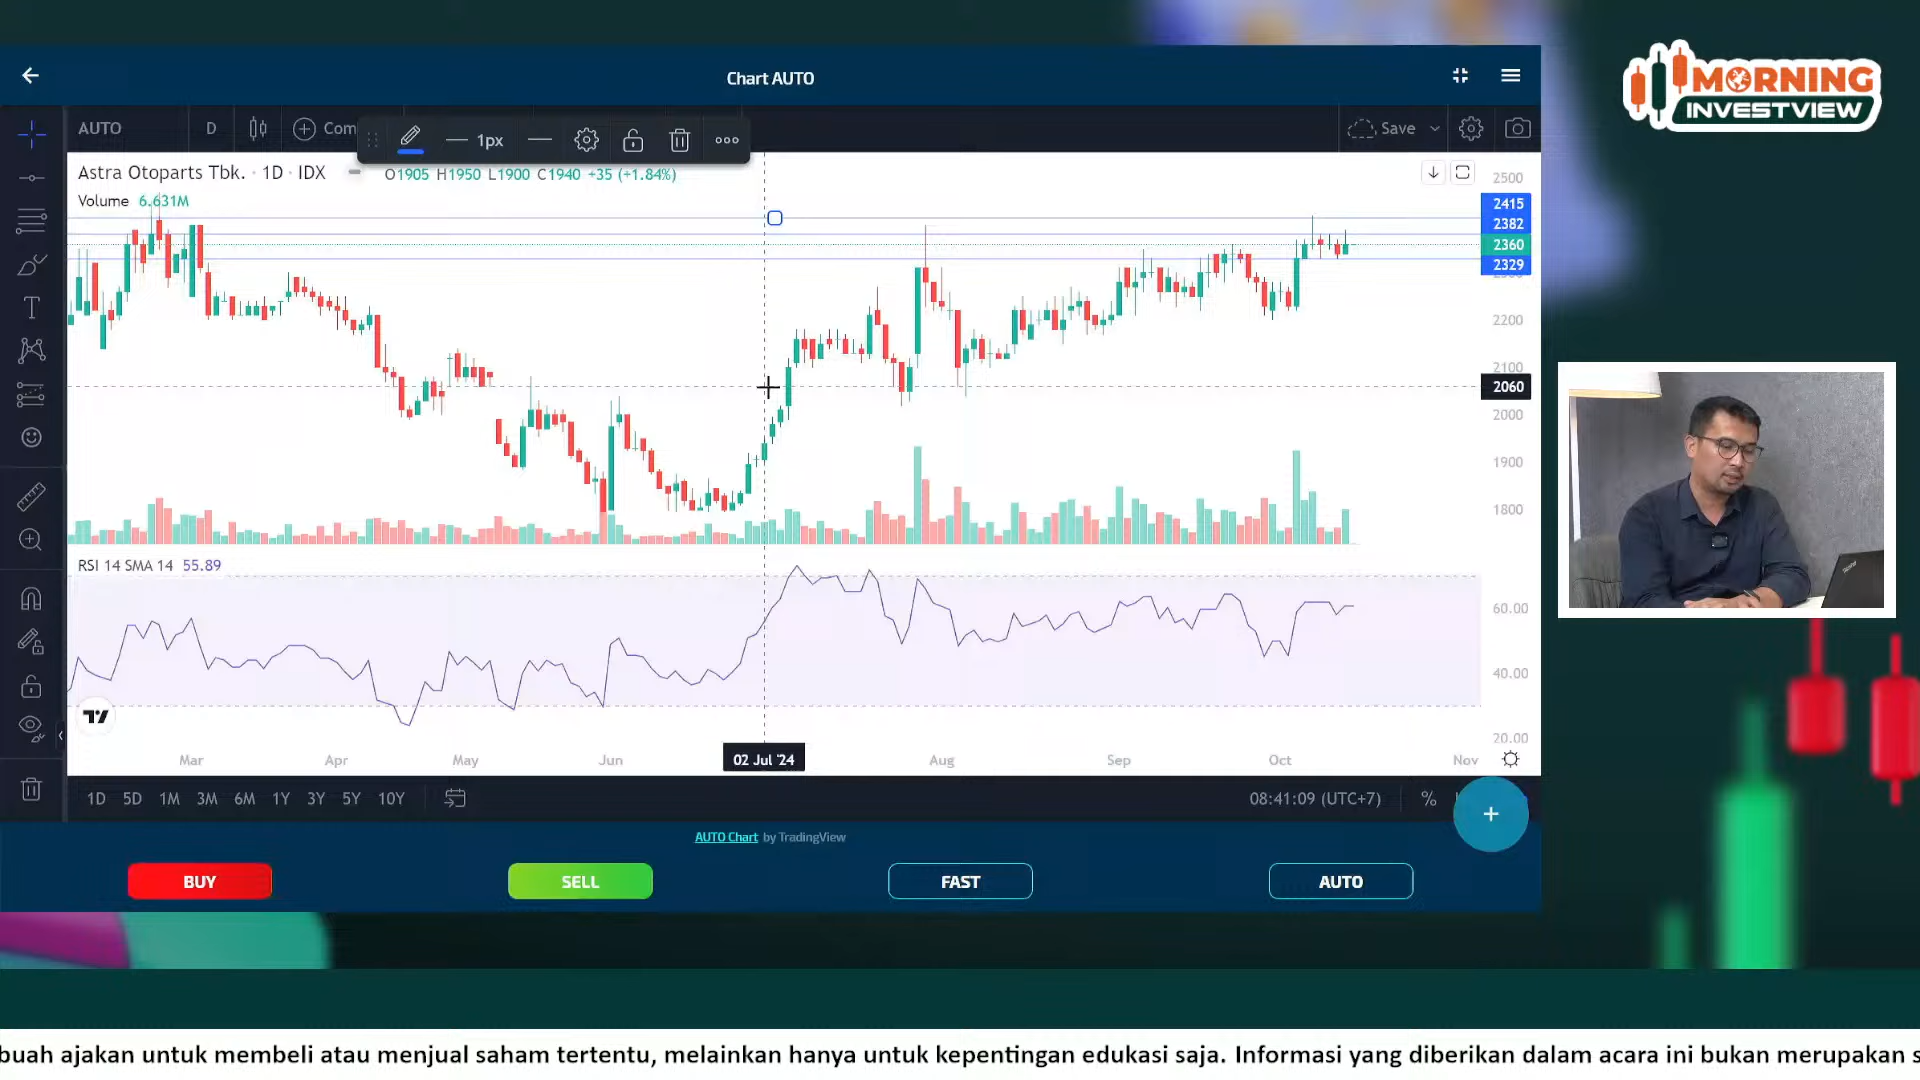 Chart AUTO
MORNING
INVESTVIEW
AUTO
D
Com
1px
Save
Astra Otoparts Tbk. · 1D · IDX
O1905 H1950 L1900 C1940 +35 (+1.84%)
Volume 6.631M
2500
2415
2382
2360
2329
2200
2100
2060
2000
1900
1800
RSI 14 SMA 14 55.89
60.00
40.00
20.00
Mar
Apr
May
Jun
02 Jul '24
Aug
Sep
Oct
Nov
1D 5D 1M 3M 6M 1Y 3Y 5Y 10Y
08:41:09 (UTC+7)
%
+
AUTO Chart by TradingView
BUY
SELL
FAST
AUTO
buah ajakan untuk membeli atau menjual saham tertentu, melainkan hanya untuk kepentingan edukasi saja. Informasi yang diberikan dalam acara ini bukan merupakan s